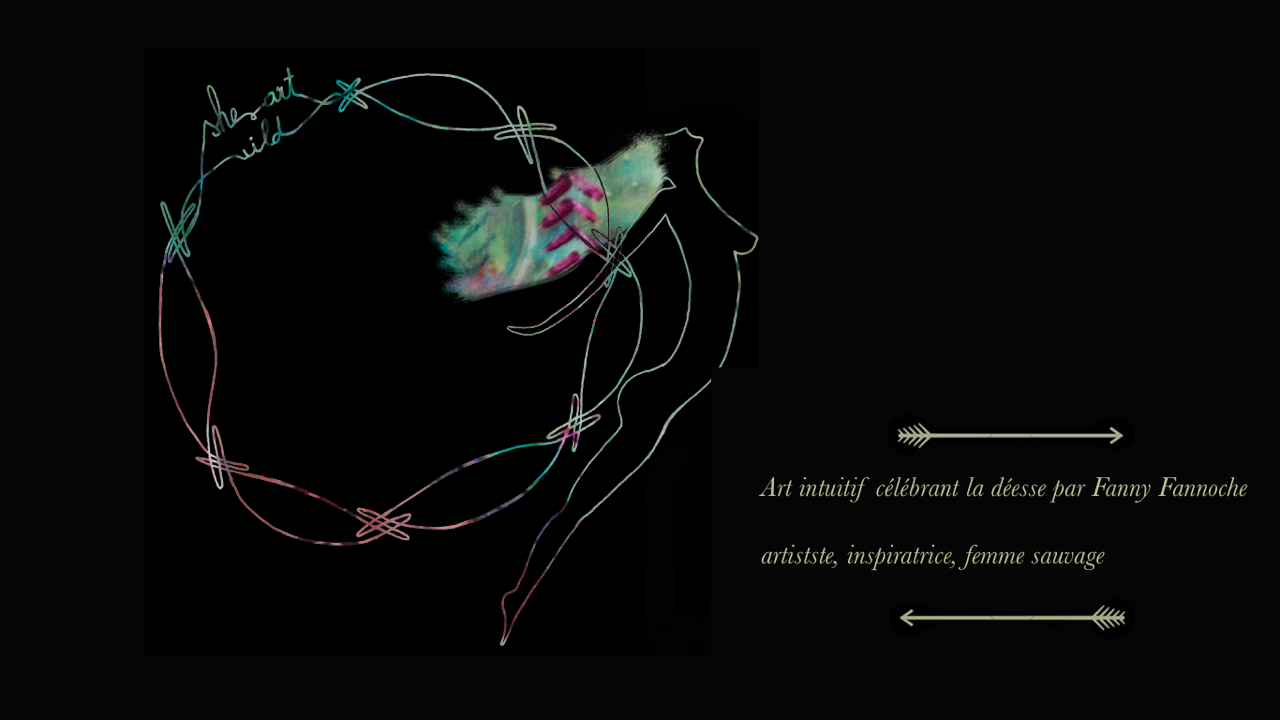 she art
wild
Art intuitif célébrant la déesse par Fanny Fannoche
artistste, inspiratrice, femme sauvage